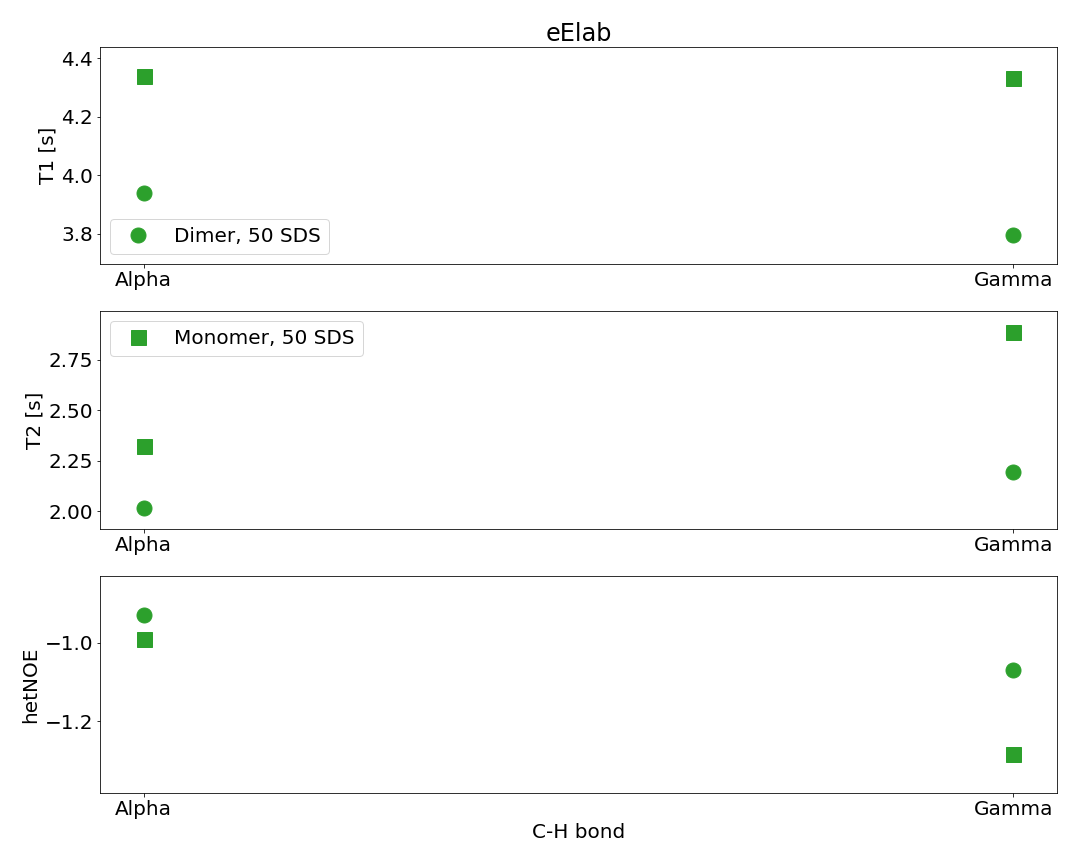 eElab
4.4
4.2
4.0
3.8
T1 [s]
Dimer, 50 SDS
Alpha
Gamma
Monomer, 50 SDS
2.75
2.50
2.25
2.00
T2 [s]
Alpha
Gamma
−1.0
−1.2
hetNOE
Alpha
Gamma
C-H bond